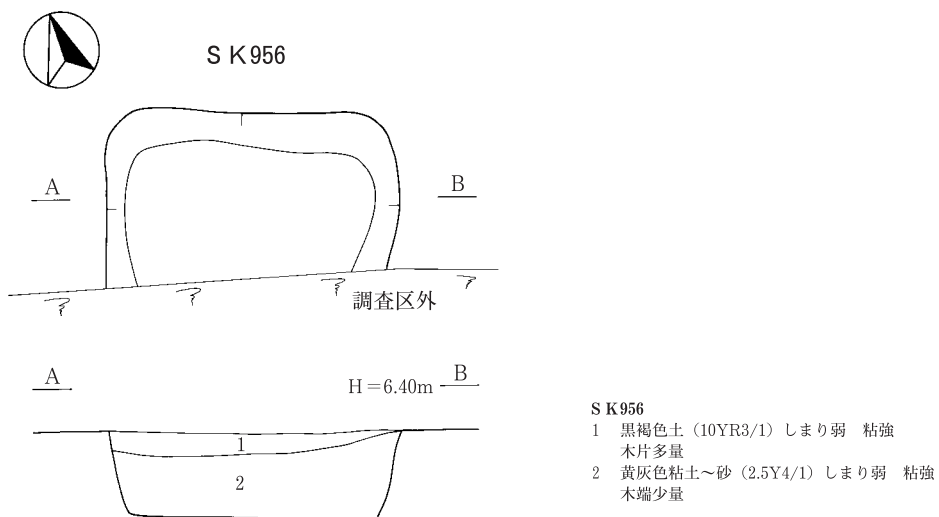 ＳＫ956
A
B
調査区外
A
H＝6.40m
B
1
2
ＳＫ956
1 黒褐色土（10YR3/1）しまり弱　粘強
木片多量
2 黄灰色粘土～砂（2.5Y4/1）しまり弱　粘強
木端少量